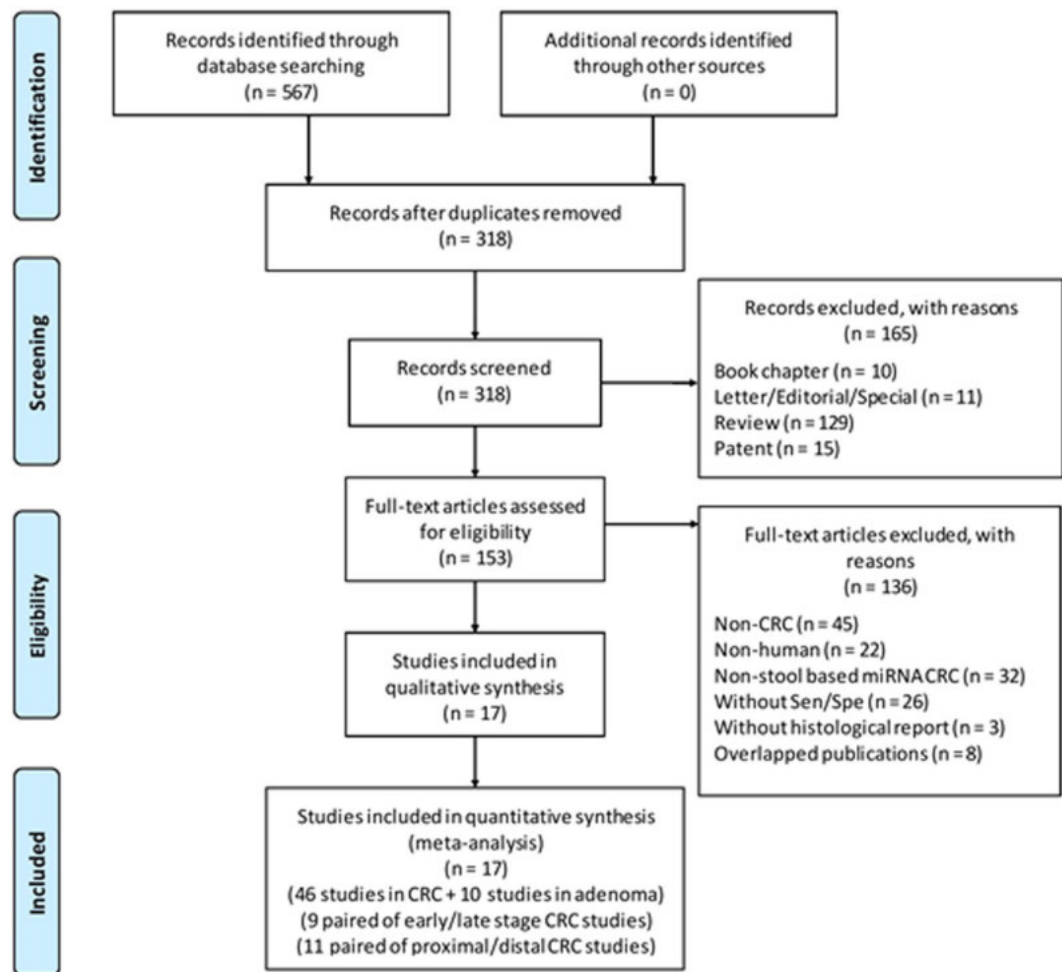 Identification
Records identified through
database searching
(n = 567)
Additional records identified
through other sources
(n = 0)
Records after duplicates removed
(n = 318)
Screening
Records screened
(n = 318)
Records excluded, with reasons
(n = 165)
Book chapter (n = 10)
Letter/Editorial/Special (n = 11)
Review (n = 129)
Patent (n = 15)
Eligibility
Full-text articles assessed
for eligibility
(n = 153)
Full-text articles excluded, with
reasons
(n = 136)
Non-CRC (n = 45)
Non-human (n = 22)
Non-stool based miRNA CRC (n = 32)
Without Sen/Spe (n = 26)
Without histological report (n = 3)
Overlapped publications (n = 8)
Studies included in
qualitative synthesis
(n = 17)
Included
Studies included in quantitative synthesis
(meta-analysis)
(n = 17)
(46 studies in CRC + 10 studies in adenoma)
(9 paired of early/late stage CRC studies)
(11 paired of proximal/distal CRC studies)